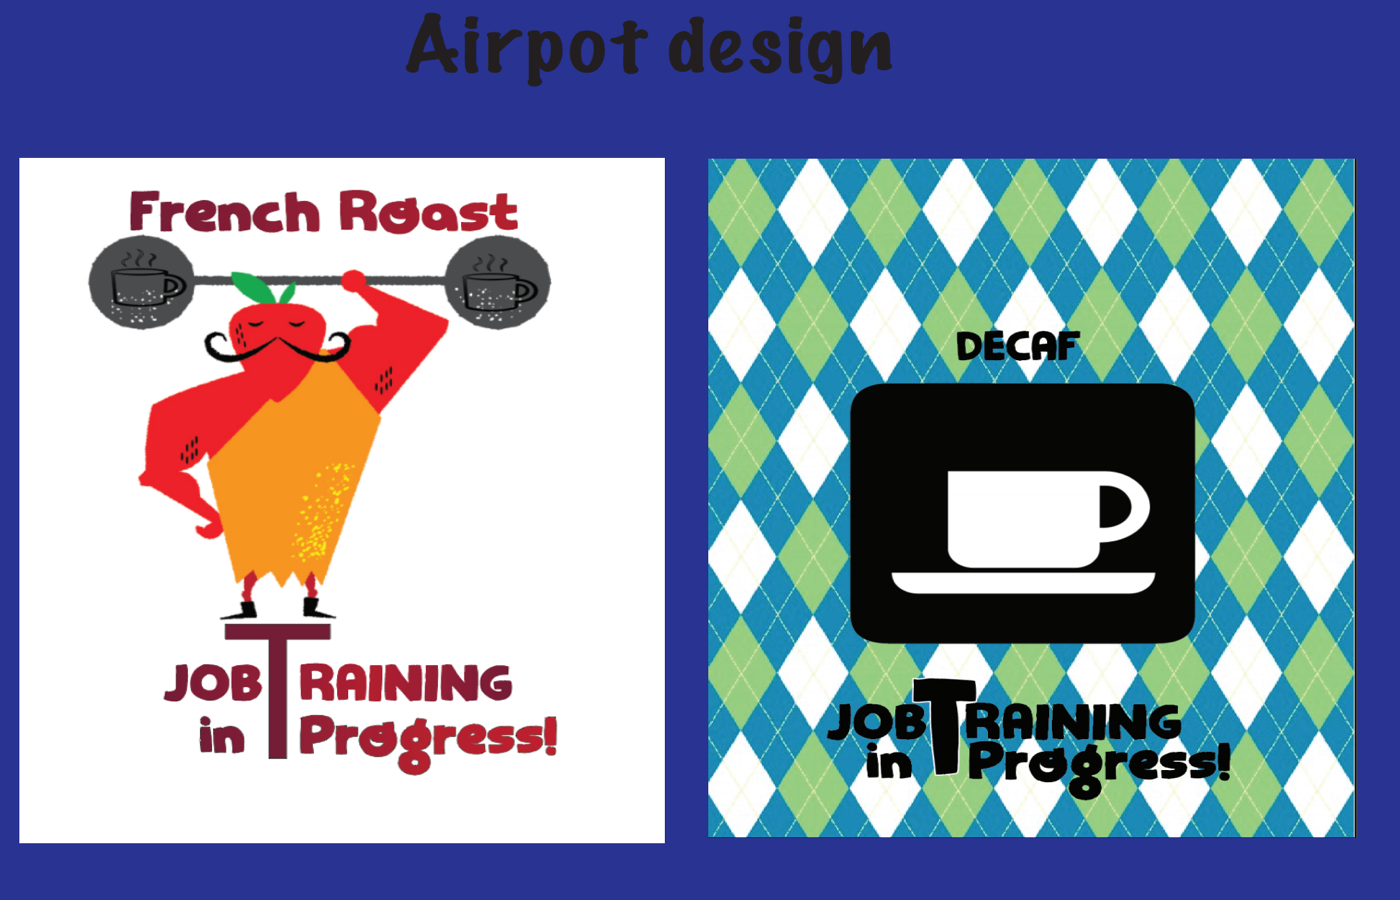 Airpot design
French Roast
JOB TRAINING
in Progress!
DECAF
JOB TRAINING
in Progress!